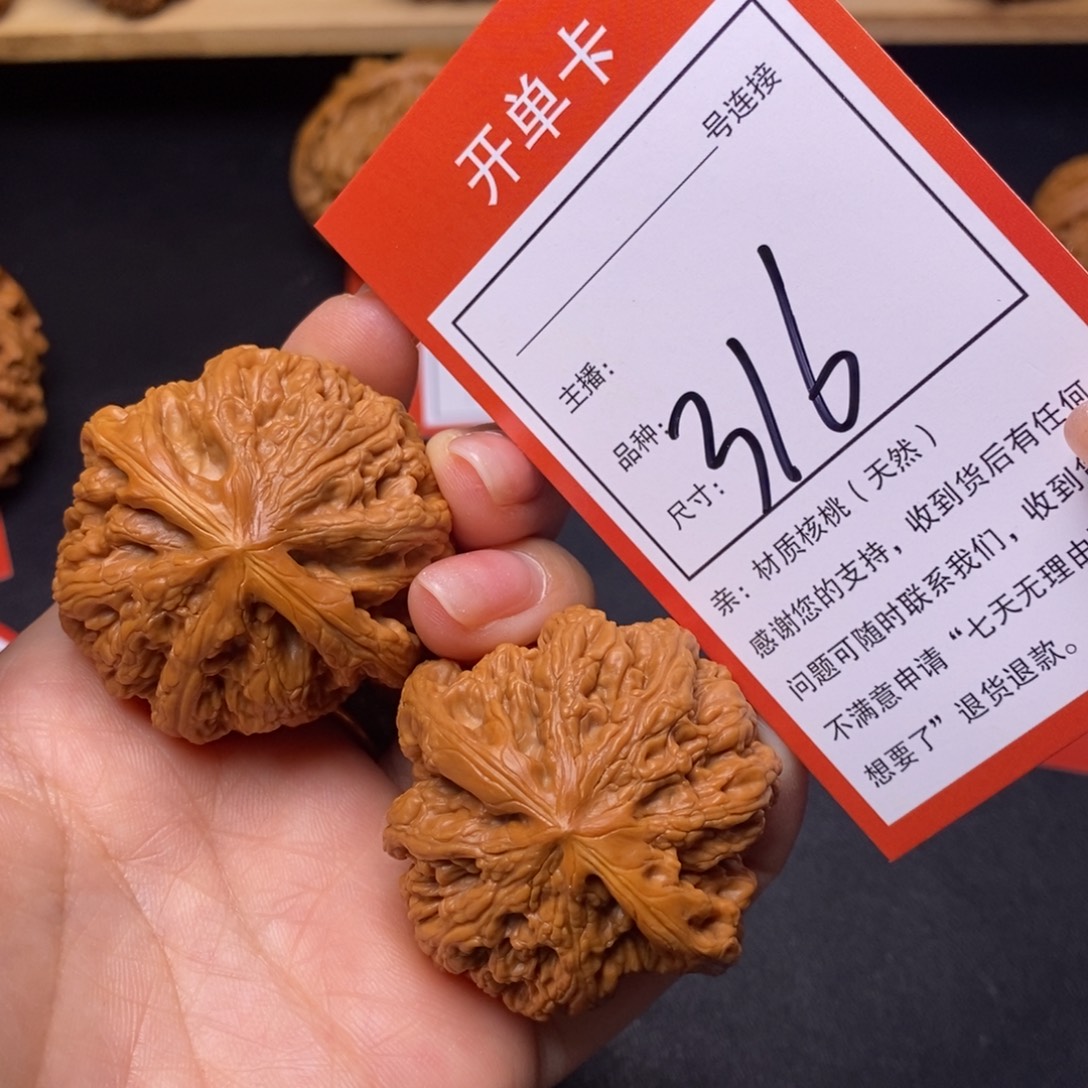 开单卡
号连接
主播：
品种：
尺寸：
316
亲：材质核桃（天然）
感谢您的支持，收到货后有任何
问题可随时联系我们，收到
不满意申请“七天无理由
想要了”退货退款。